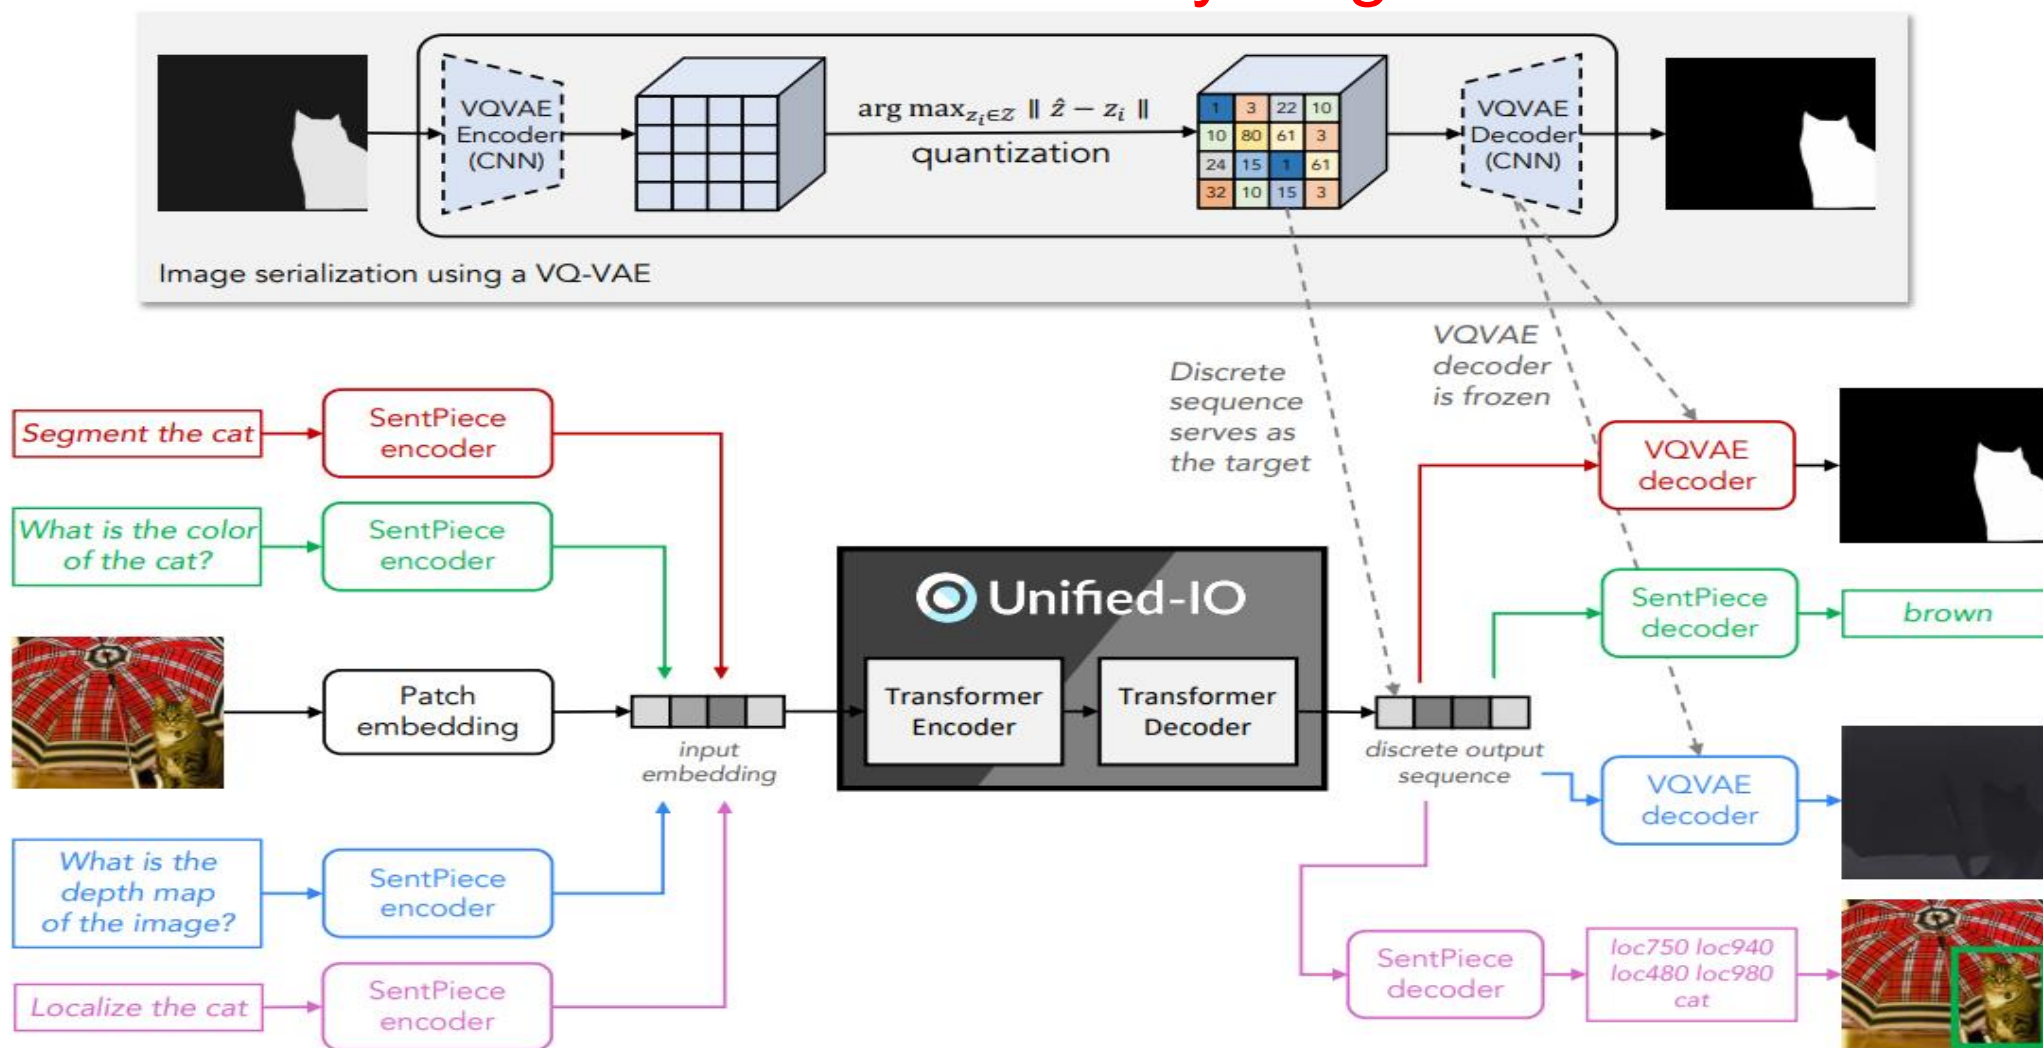 VQVAE
Encoder
(CNN)
arg max_{z_i∈Z} ‖ ẑ − z_i ‖
quantization
1 3 22 10
10 80 61 3
24 15 1 61
32 10 15 3
VQVAE
Decoder
(CNN)
Image serialization using a VQ-VAE
Discrete
sequence
serves as
the target
VQVAE
decoder
is frozen
Segment the cat
SentPiece
encoder
What is the color
of the cat?
SentPiece
encoder
Patch
embedding
input
embedding
What is the
depth map
of the image?
SentPiece
encoder
Localize the cat
SentPiece
encoder
Unified-IO
Transformer
Encoder
Transformer
Decoder
discrete output
sequence
VQVAE
decoder
SentPiece
decoder
brown
VQVAE
decoder
SentPiece
decoder
loc750 loc940
loc480 loc980
cat